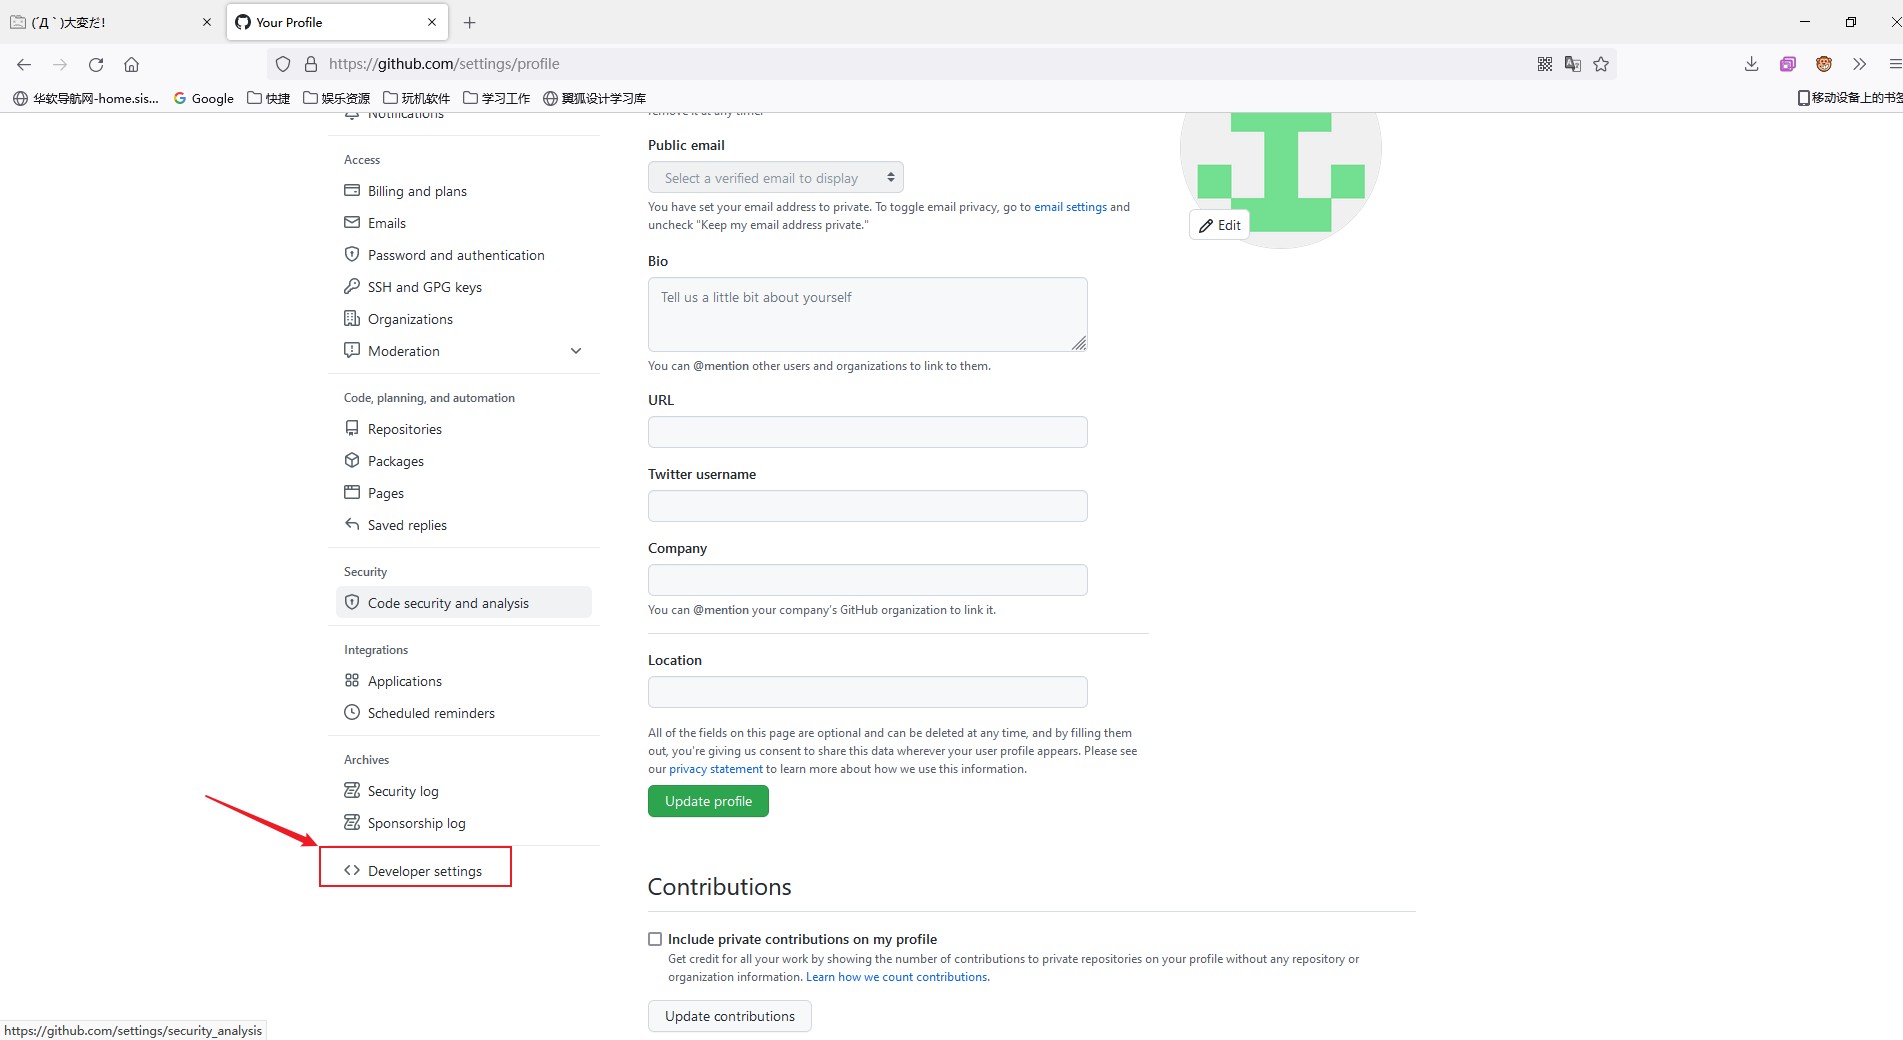 (´Д｀)大变だ!
Your Profile
https://github.com/settings/profile
华软导航网-home.sis...
Google
快捷
娱乐资源
玩机软件
学习工作
翼狐设计学习库
移动设备上的书签
Notifications
Access
Billing and plans
Emails
Password and authentication
SSH and GPG keys
Organizations
Moderation
Code, planning, and automation
Repositories
Packages
Pages
Saved replies
Security
Code security and analysis
Integrations
Applications
Scheduled reminders
Archives
Security log
Sponsorship log
Developer settings
remove it at any time.
Public email
Select a verified email to display
You have set your email address to private. To toggle email privacy, go to email settings and
uncheck "Keep my email address private."
Bio
Tell us a little bit about yourself
You can @mention other users and organizations to link to them.
URL
Twitter username
Company
You can @mention your company's GitHub organization to link it.
Location
All of the fields on this page are optional and can be deleted at any time, and by filling them
out, you're giving us consent to share this data wherever your user profile appears. Please see
our privacy statement to learn more about how we use this information.
Update profile
Edit
Contributions
Include private contributions on my profile
Get credit for all your work by showing the number of contributions to private repositories on your profile without any repository or
organization information. Learn how we count contributions.
Update contributions
https://github.com/settings/security_analysis